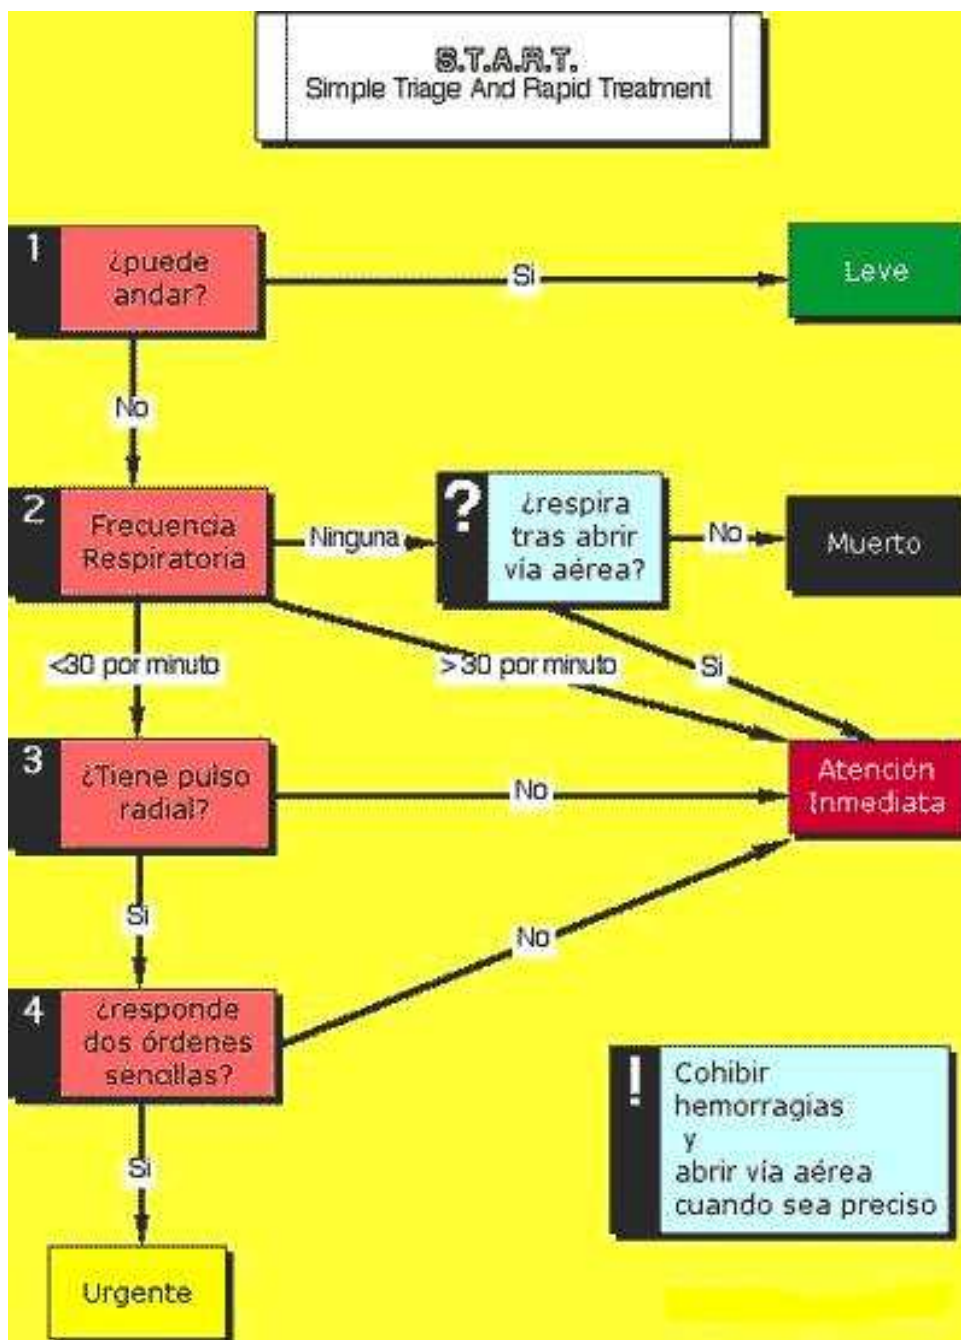 S.T.A.R.T.
Simple Triage And Rapid Treatment
1
¿puede
andar?
Si
Leve
No
2
Frecuencia
Respiratoria
Ninguna
?
¿respira
tras abrir
vía aérea?
No
Muerto
<30 por minuto
>30 por minuto
Si
3
¿Tiene pulso
radial?
No
Atención
Inmediata
Si
No
4
¿responde
dos órdenes
sencillas?
Si
Urgente
!
Cohibir
hemorragias
y
abrir vía aérea
cuando sea preciso